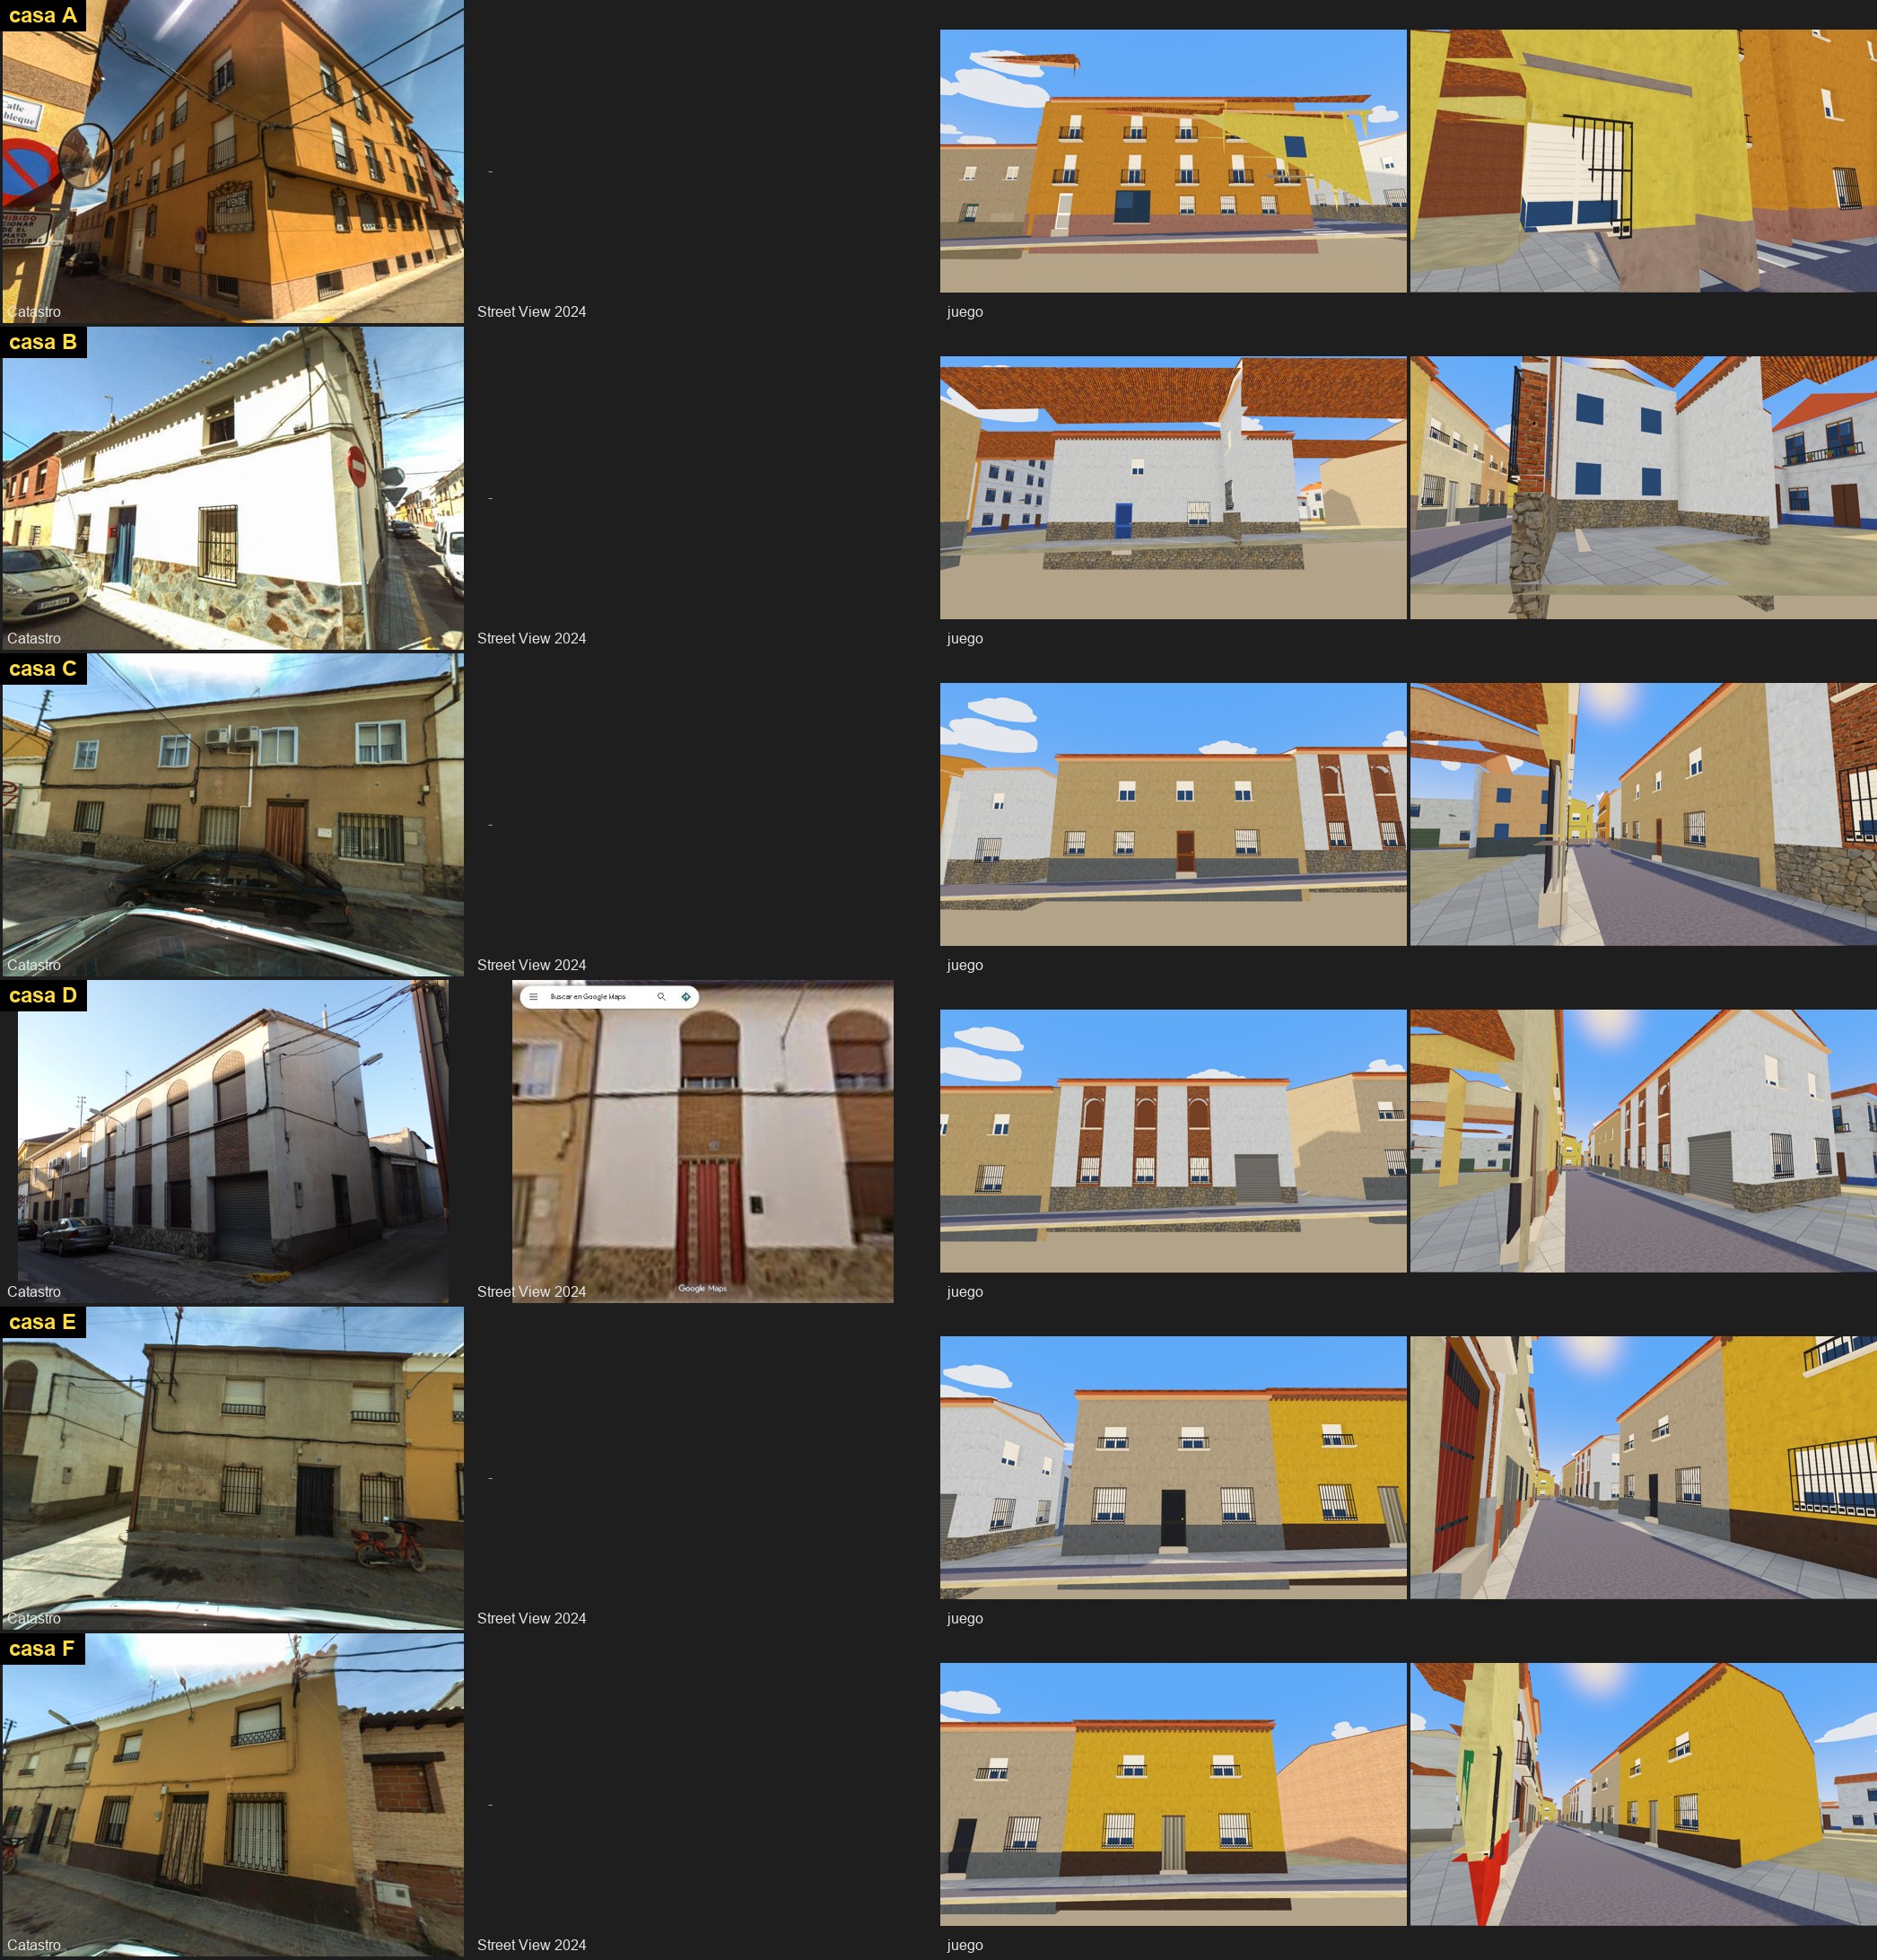 casa A
Calle
VENDE
Catastro
Street View 2024
juego
casa B
Catastro
Street View 2024
juego
casa C
Catastro
Street View 2024
juego
casa D
Buscar en Google Maps
Google Maps
Catastro
Street View 2024
juego
casa E
Catastro
Street View 2024
juego
casa F
Catastro
Street View 2024
juego